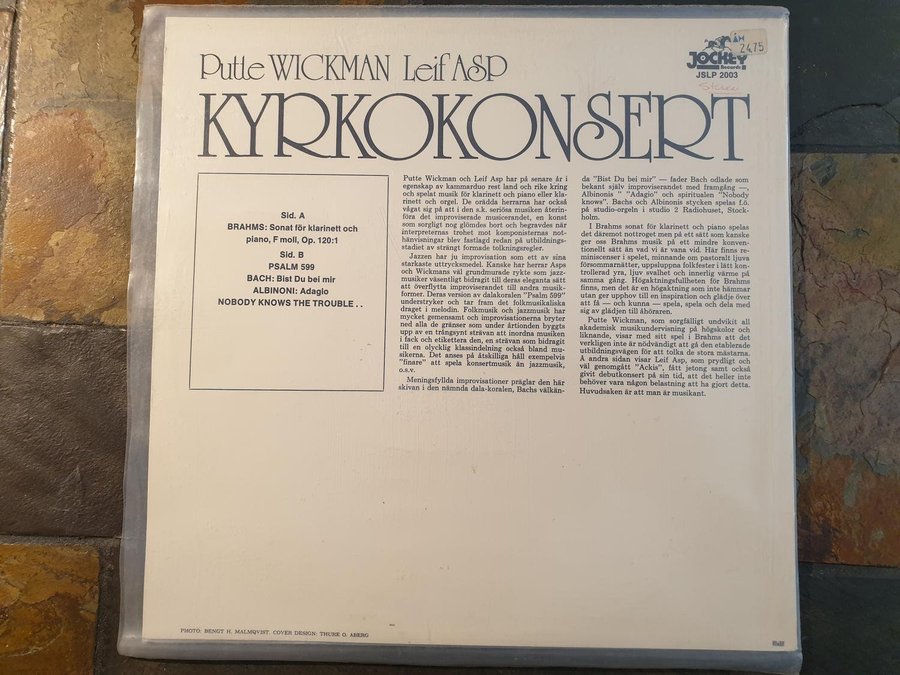 Putte WICKMAN Leif ASP
JOCKEY
Records
ÅH
2475
JSLP 2003
Stereo
KYRKOKONSERT
Sid. A
BRAHMS: Sonat för klarinett och
piano, F moll, Op. 120:1
Sid. B
PSALM 599
BACH: Bist Du bei mir
ALBINONI: Adagio
NOBODY KNOWS THE TROUBLE . .
Putte Wickman och Leif Asp har på senare år i
egenskap av kammarduo rest land och rike kring
och spelat musik för klarinett och piano eller kla-
rinett och orgel. De orädda herrarna har också
vågat sig på att i den s.k. seriösa musiken återin-
föra det improviserade musicerandet, en konst
som sorgligt nog glömdes bort och begravdes när
interpreternas trohet mot komponisternas not-
hänvisningar blev fastlagd redan på utbildnings-
stadiet av strängt formade tolkningsregler.
Jazzen har ju improvisation som ett av sina
starkaste uttrycksmedel. Kanske har herrar Asps
och Wickmans väl grundmurade rykte som jazz-
musiker väsentligt bidragit till deras eleganta sätt
att överflytta improviserandet till andra musik-
former. Deras version av dalakoralen "Psalm 599"
understryker och tar fram det folkmusikaliska
draget i melodin. Folkmusik och jazzmusik har
mycket gemensamt och improvisationerna bryter
ned alla de gränser som under årtionden byggts
upp av en trångsynt strävan att inordna musiken
i fack och etikettera den, en strävan som bidragit
till en olycklig klassindelning också bland mu-
sikerna. Det anses på åtskilliga håll exempelvis
"finare" att spela konsertmusik än jazzmusik,
o.s.v.
Meningsfyllda improvisationer präglar den här
skivan i den nämnda dala-koralen, Bachs välkän-
da "Bist Du bei mir" — fader Bach odlade som
bekant själv improviserandet med framgång —,
Albinonis " "Adagio" och spiritualen "Nobody
knows". Bachs och Albinonis stycken spelas f.ö.
på studio-orgeln i studio 2 Radiohuset, Stock-
holm.
I Brahms sonat för klarinett och piano spelas
det däremot notroget men på ett sätt som kanske
ger oss Brahms musik på ett mindre konven-
tionellt sätt än vad vi är vana vid. Här finns re-
miniscenser i spelet, minnande om pastoralt ljuva
försommarnätter, uppsluppna folkfester i lätt kon-
trollerad yra, ljuv svalhet och innerlig värme på
samma gång. Högaktningsfullheten för Brahms
finns, men det är en högaktning som inte hämmar
utan ger upphov till en inspiration och glädje över
att få — och kunna — spela, spela och dela med
sig av glädjen till åhöraren.
Putte Wickman, som sorgfälligt undvikit all
akademisk musikundervisning på högskolor och
liknande, visar med sitt spel i Brahms att det
verkligen inte är nödvändigt att gå den etablerade
utbildningsvägen för att tolka de stora mästarna.
Å andra sidan visar Leif Asp, som prydligt och
väl genomgått "Ackis", fått jetong samt också
givit debutkonsert på sin tid, att det heller inte
behöver vara någon belastning att ha gjort detta.
Huvudsaken är att man är musikant.
PHOTO: BENGT H. MALMQVIST. COVER DESIGN: THURE O. ÅBERG